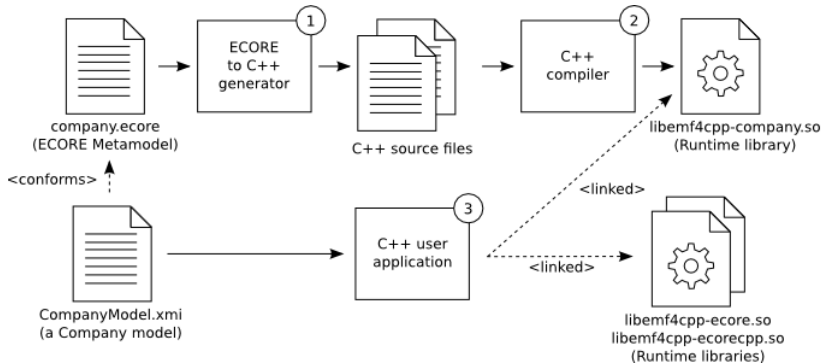 1
ECORE
to C++
generator
2
C++
compiler
company.ecore
(ECORE Metamodel)
C++ source files
libemf4cpp-company.so
(Runtime library)
<conforms>
<linked>
3
C++ user
application
<linked>
CompanyModel.xmi
(a Company model)
libemf4cpp-ecore.so
libemf4cpp-ecorecpp.so
(Runtime libraries)